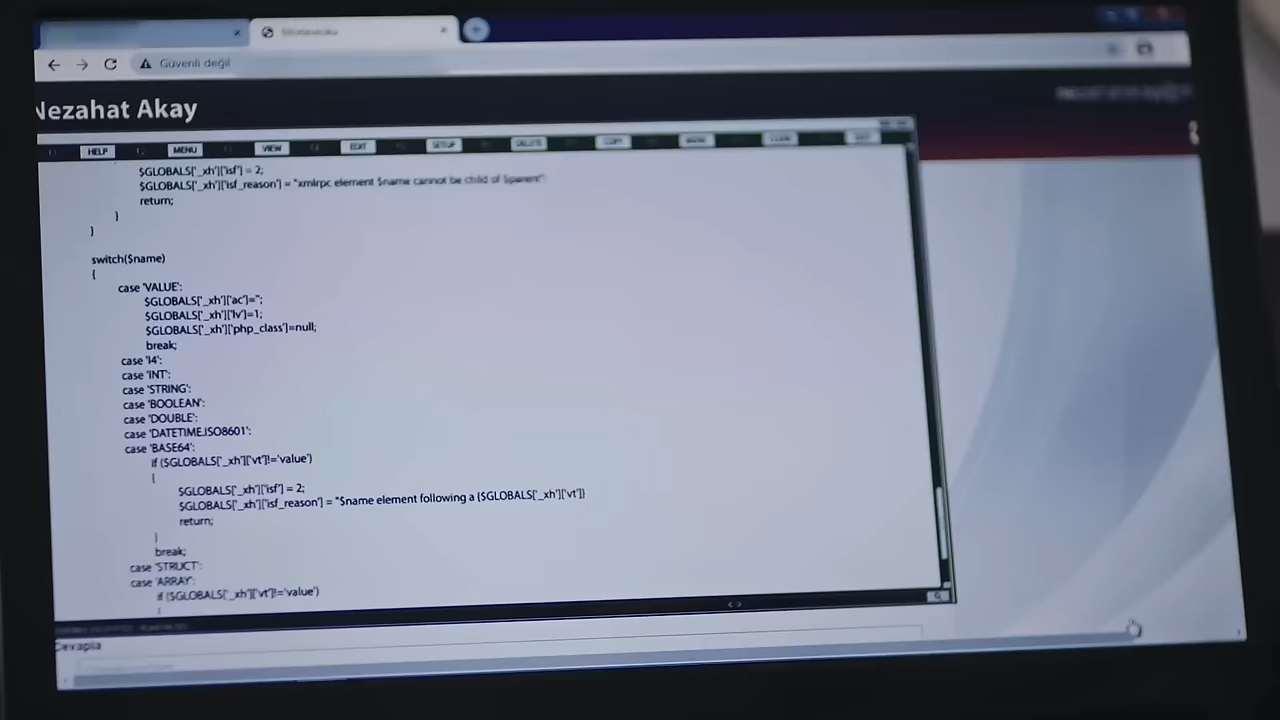 Güvenli değil
Nezahat Akay
HELP MENU VIEW EDIT SETUP DELETE COPY
$GLOBALS['_xh']['isf'] = 2;
$GLOBALS['_xh']['isf_reason'] = "xmlrpc element $name cannot be child of $parent";
return;
}
}
switch($name)
{
case 'VALUE':
$GLOBALS['_xh']['ac']='';
$GLOBALS['_xh']['lv']=1;
$GLOBALS['_xh']['php_class']=null;
break;
case 'I4':
case 'INT':
case 'STRING':
case 'BOOLEAN':
case 'DOUBLE':
case 'DATETIME.ISO8601':
case 'BASE64':
if ($GLOBALS['_xh']['vt']!='value')
{
$GLOBALS['_xh']['isf'] = 2;
$GLOBALS['_xh']['isf_reason'] = "$name element following a {$GLOBALS['_xh']['vt']}
return;
}
break;
case 'STRUCT':
case 'ARRAY':
if ($GLOBALS['_xh']['vt']!='value')
{
Cevapla